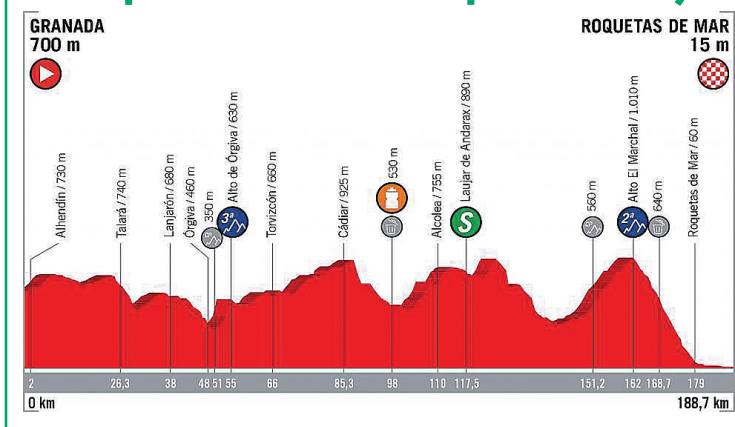 GRANADA
700 m
ROQUETAS DE MAR
15 m
Alhendín / 730 m
Talará / 740 m
Lanjarón / 680 m
Órgiva / 460 m
350 m
3ª
Alto de Órgiva / 630 m
Torvizcón / 660 m
Cádiar / 925 m
530 m
Alcolea / 755 m
S
Laujar de Andarax / 890 m
560 m
2ª
Alto El Marchal / 1.010 m
640 m
Roquetas de Mar / 60 m
2 26,3 38 48 51 55 66 85,3 98 110 117,5 151,2 162 168,7 179
0 km 188,7 km